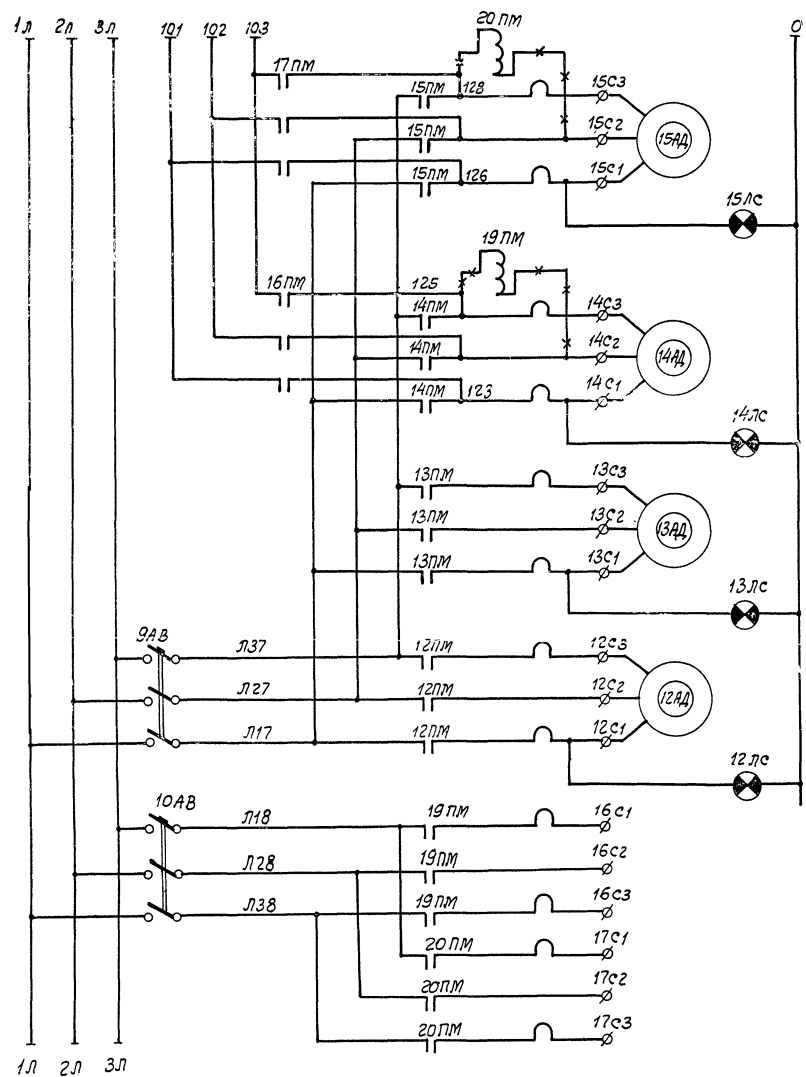 1л 2л 3л 101 102 103 20ПМ 0
17ПМ
15ПМ 128 15С3
15ПМ 15С2 15АД
15ПМ 126 15С1
15ЛС
19ПМ
16ПМ 125
14ПМ 14С3
14ПМ 14С2 14АД
14ПМ 123 14С1
14ЛС
13ПМ 13С3
13ПМ 13С2 13АД
13ПМ 13С1
13ЛС
9АВ Л37 12ПМ 12С3
Л27 12ПМ 12С2 12АД
Л17 12ПМ 12С1
12ЛС
10АВ Л18 19ПМ 16С1
Л28 19ПМ 16С2
Л38 19ПМ 16С3
20ПМ 17С1
20ПМ 17С2
20ПМ 17С3
1л 2л 3л